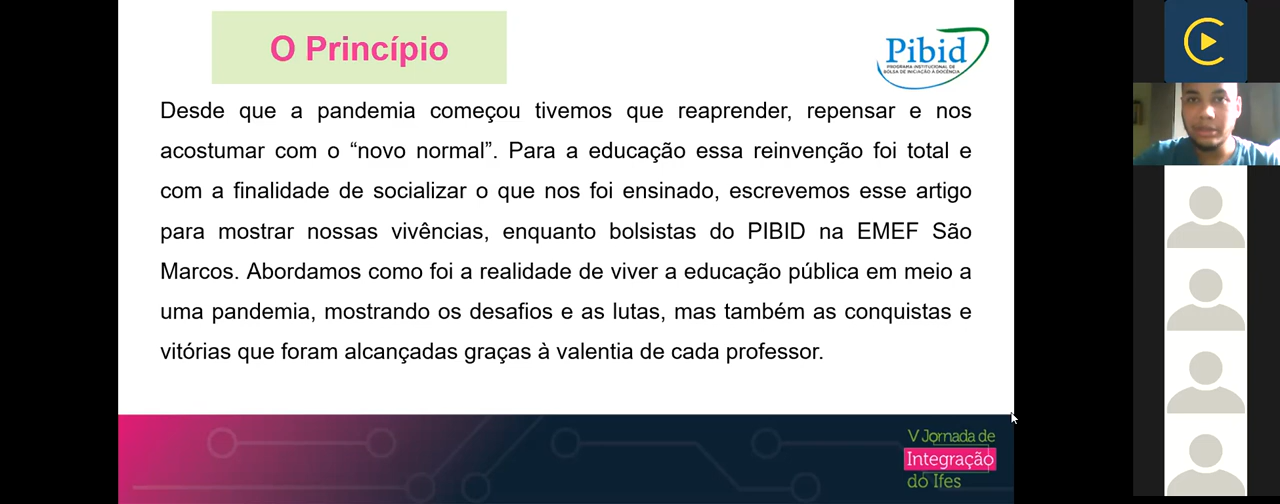 O Princípio
Pibid
PROGRAMA INSTITUCIONAL DE
BOLSA DE INICIAÇÃO À DOCÊNCIA
Desde que a pandemia começou tivemos que reaprender, repensar e nos
acostumar com o “novo normal”. Para a educação essa reinvenção foi total e
com a finalidade de socializar o que nos foi ensinado, escrevemos esse artigo
para mostrar nossas vivências, enquanto bolsistas do PIBID na EMEF São
Marcos. Abordamos como foi a realidade de viver a educação pública em meio a
uma pandemia, mostrando os desafios e as lutas, mas também as conquistas e
vitórias que foram alcançadas graças à valentia de cada professor.
V Jornada de
Integração
do Ifes